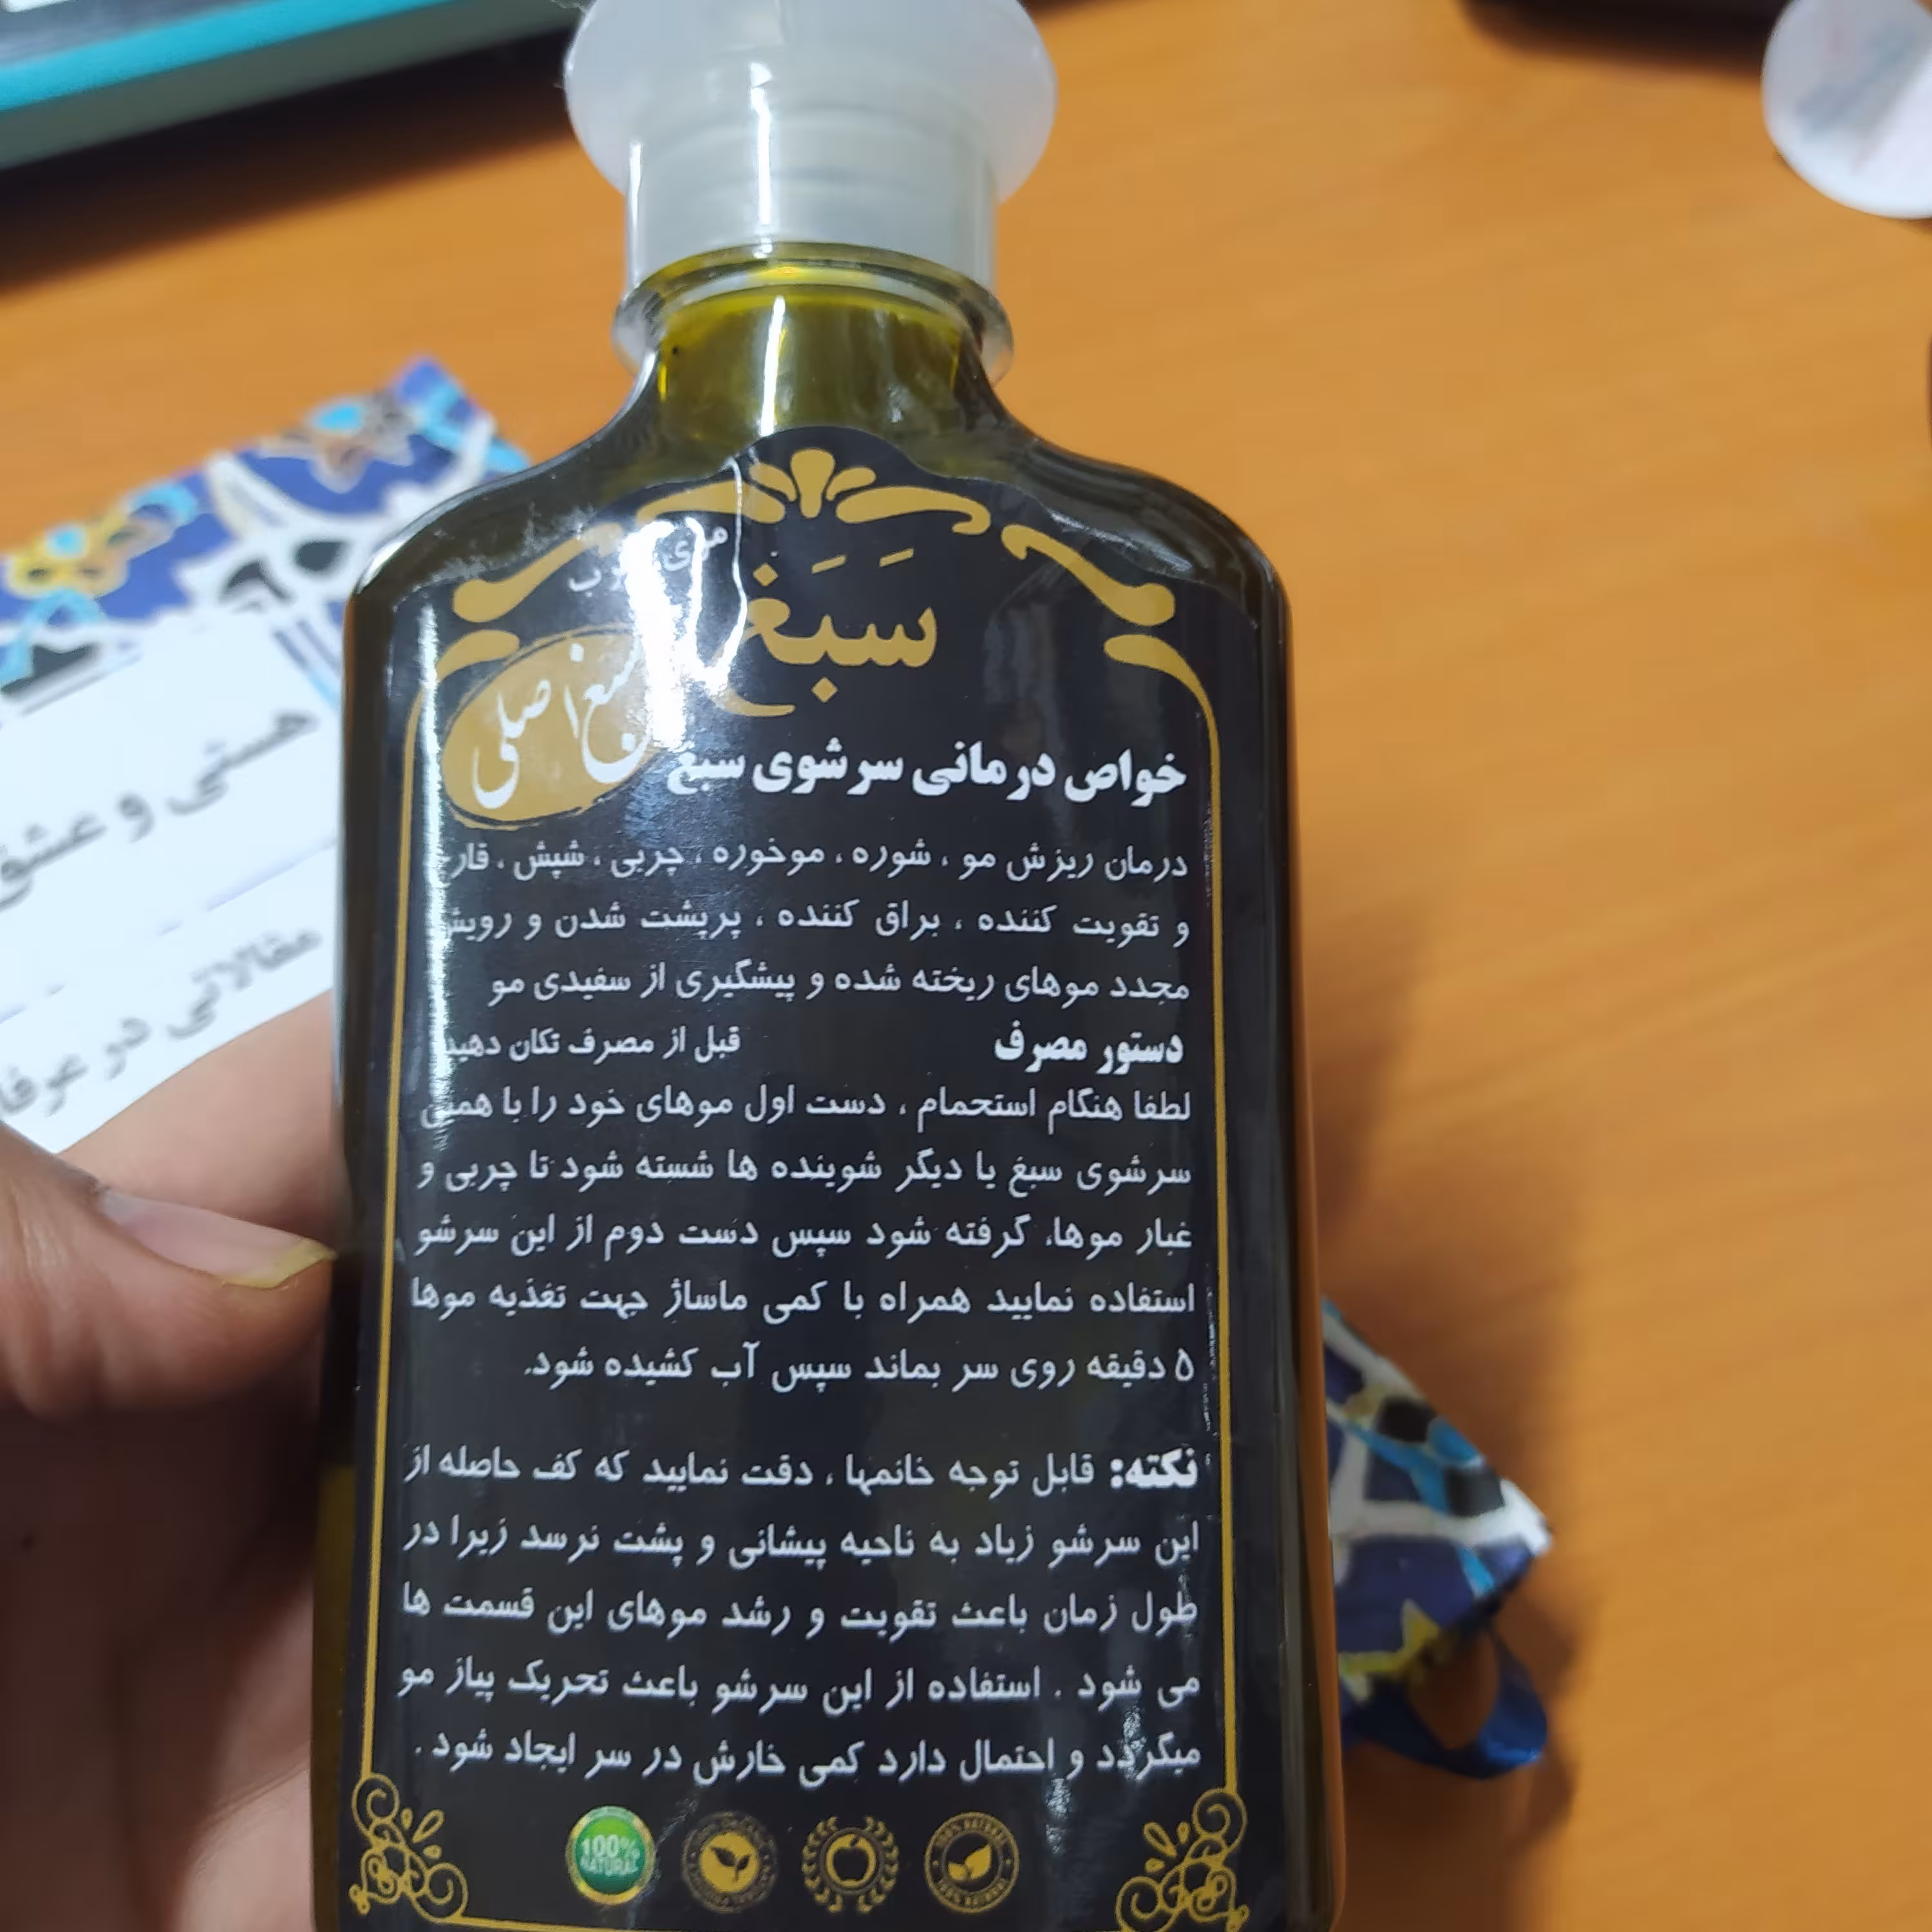 موی
سَبَغ
سبغ اصلی
خواص درمانی سرشوی سبغ
درمان ریزش مو ، شوره ، موخوره ، چربی ، شپش ، قارچ
و تقویت کننده ، براق کننده ، پرپشت شدن و رویش
مجدد موهای ریخته شده و پیشگیری از سفیدی مو
دستور مصرف قبل از مصرف تکان دهید
لطفا هنگام استحمام ، دست اول موهای خود را با همین
سرشوی سبغ یا دیگر شوینده ها شسته شود تا چربی و
غبار موها، گرفته شود سپس دست دوم از این سرشو
استفاده نمایید همراه با کمی ماساژ جهت تغذیه موها
۵ دقیقه روی سر بماند سپس آب کشیده شود.
نکته: قابل توجه خانمها ، دقت نمایید که کف حاصله از
این سرشو زیاد به ناحیه پیشانی و پشت نرسد زیرا در
طول زمان باعث تقویت و رشد موهای این قسمت ها
می شود . استفاده از این سرشو باعث تحریک پیاز مو
میگردد و احتمال دارد کمی خارش در سر ایجاد شود .
100% NATURAL
100% NATURAL
هستی و عشق
مقالاتی در